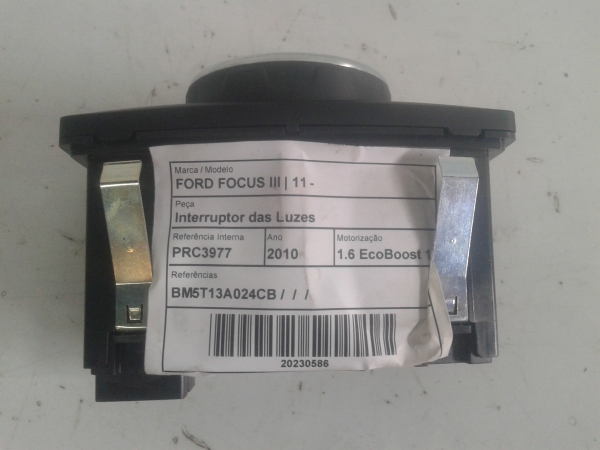 Marca / Modelo
FORD FOCUS III | 11 -
Peça
Interruptor das Luzes
Referência Interna Ano Motorização
PRC3977 2010 1.6 EcoBoost 1
Referências
BM5T13A024CB / / /
20230586